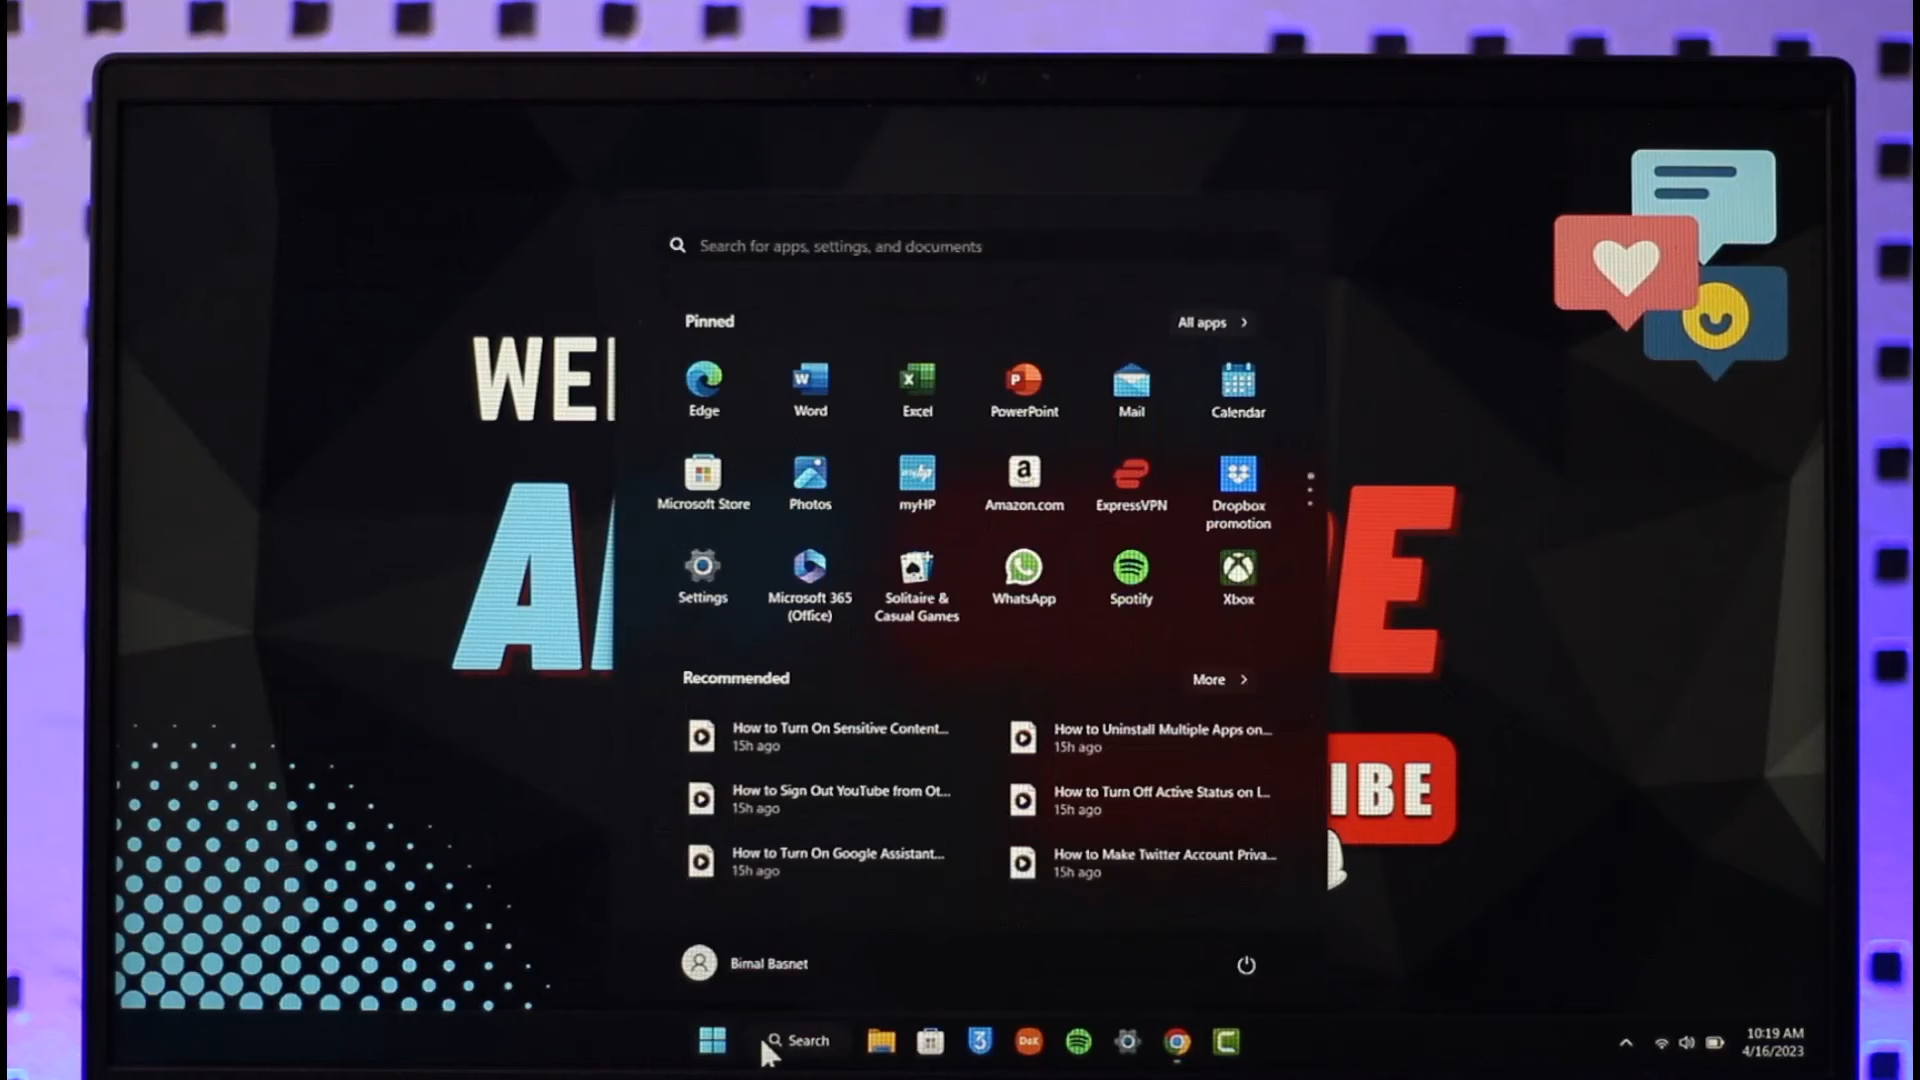 WE
A
E
IBE
Search for apps, settings, and documents
Pinned
All apps
Edge
Word
Excel
PowerPoint
Mail
Calendar
Microsoft Store
Photos
myHP
Amazon.com
ExpressVPN
Dropbox promotion
Settings
Microsoft 365 (Office)
Solitaire & Casual Games
WhatsApp
Spotify
Xbox
Recommended
More
How to Turn On Sensitive Content...
15h ago
How to Uninstall Multiple Apps on...
15h ago
How to Sign Out YouTube from Ot...
15h ago
How to Turn Off Active Status on I...
15h ago
How to Turn On Google Assistant...
15h ago
How to Make Twitter Account Priva...
15h ago
Bimal Basnet
Search
10:19 AM
4/16/2023